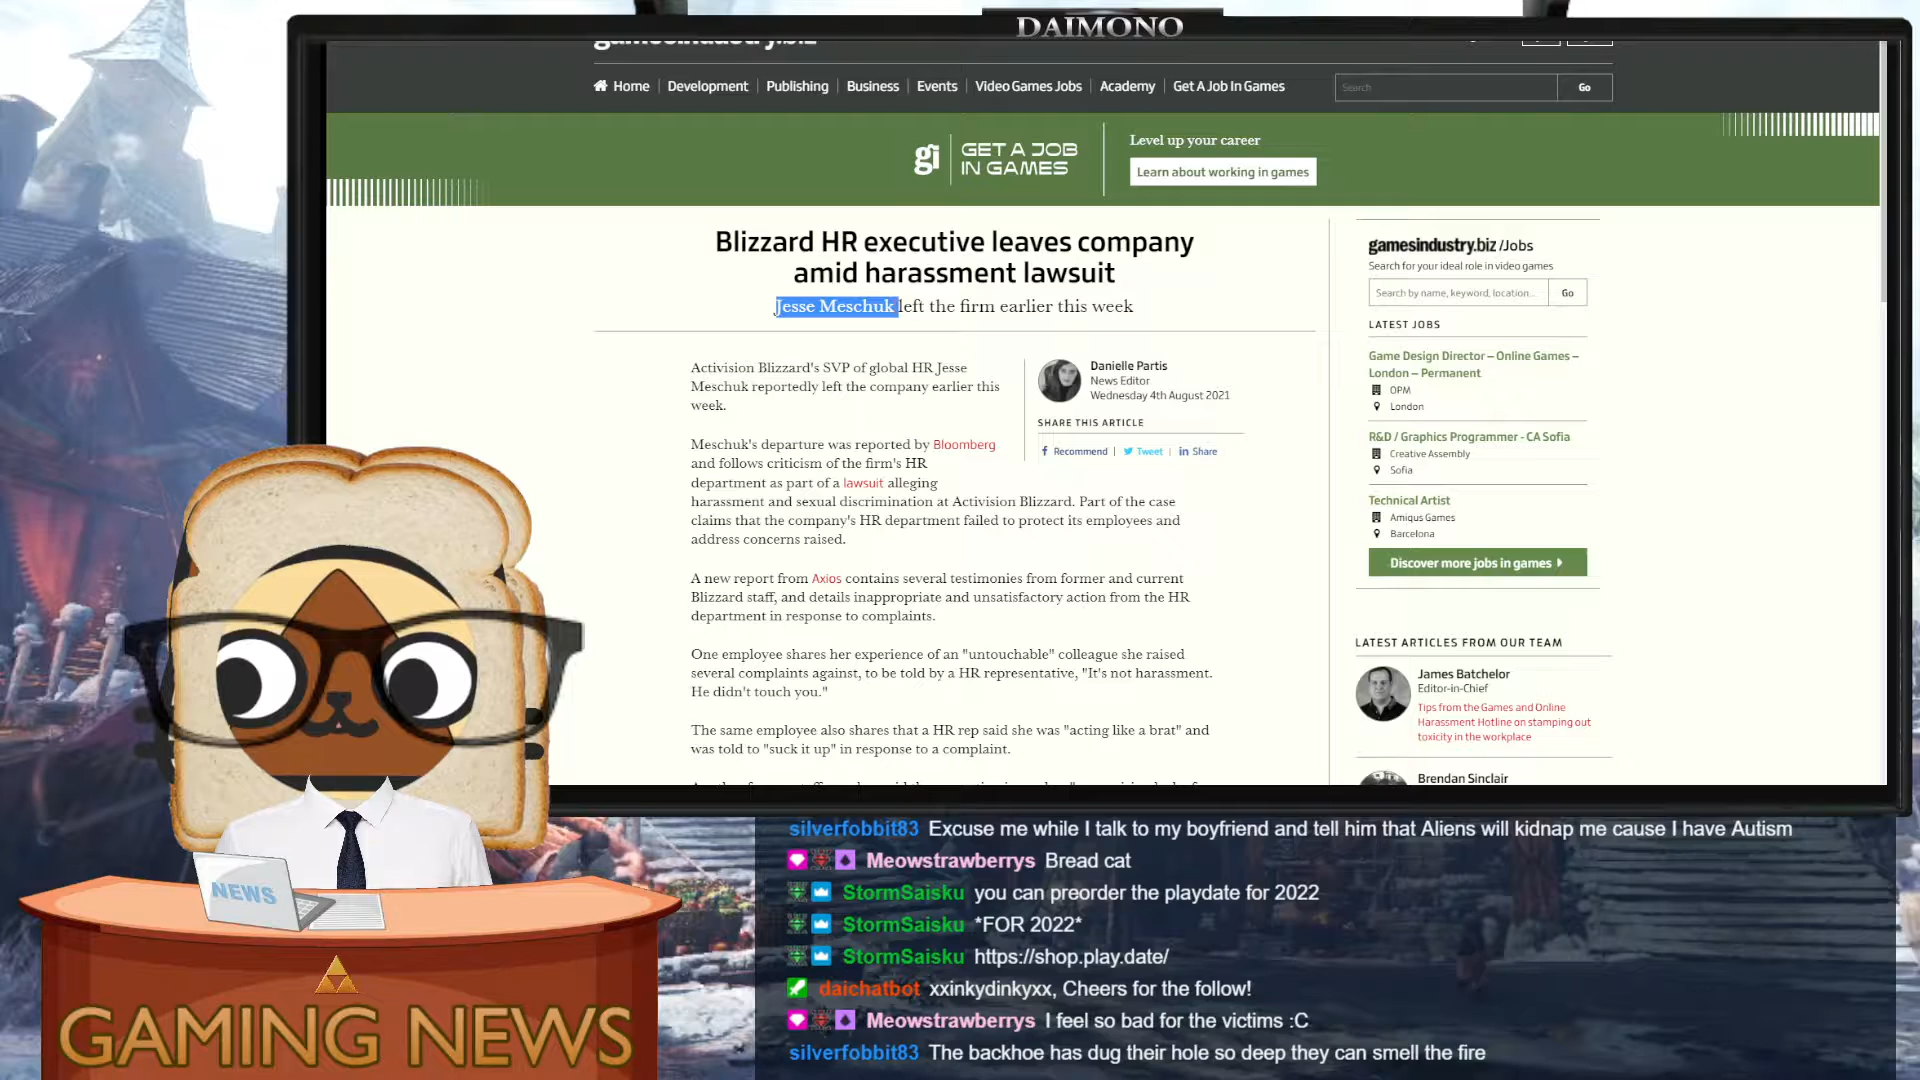 DAIMONO
gamesindustry.biz
Home | Development | Publishing | Business | Events | Video Games Jobs | Academy | Get A Job In Games
Search
Go
gi GET A JOB IN GAMES
Level up your career
Learn about working in games
Blizzard HR executive leaves company
amid harassment lawsuit
Jesse Meschuk left the firm earlier this week
Activision Blizzard's SVP of global HR Jesse
Meschuk reportedly left the company earlier this
week.
Danielle Partis
News Editor
Wednesday 4th August 2021
SHARE THIS ARTICLE
Recommend | Tweet | in Share
Meschuk's departure was reported by Bloomberg
and follows criticism of the firm's HR
department as part of a lawsuit alleging
harassment and sexual discrimination at Activision Blizzard. Part of the case
claims that the company's HR department failed to protect its employees and
address concerns raised.
A new report from Axios contains several testimonies from former and current
Blizzard staff, and details inappropriate and unsatisfactory action from the HR
department in response to complaints.
One employee shares her experience of an "untouchable" colleague she raised
several complaints against, to be told by a HR representative, "It's not harassment.
He didn't touch you."
The same employee also shares that a HR rep said she was "acting like a brat" and
was told to "suck it up" in response to a complaint.
gamesindustry.biz /Jobs
Search for your ideal role in video games
Search by name, keyword, location...
Go
LATEST JOBS
Game Design Director – Online Games –
London – Permanent
OPM
London
R&D / Graphics Programmer - CA Sofia
Creative Assembly
Sofia
Technical Artist
Amiqus Games
Barcelona
Discover more jobs in games
LATEST ARTICLES FROM OUR TEAM
James Batchelor
Editor-in-Chief
Tips from the Games and Online
Harassment Hotline on stamping out
toxicity in the workplace
Brendan Sinclair
silverfobbit83 Excuse me while I talk to my boyfriend and tell him that Aliens will kidnap me cause I have Autism
Meowstrawberrys Bread cat
StormSaisku you can preorder the playdate for 2022
StormSaisku *FOR 2022*
StormSaisku https://shop.play.date/
daichatbot xxinkydinkyxx, Cheers for the follow!
Meowstrawberrys I feel so bad for the victims :C
silverfobbit83 The backhoe has dug their hole so deep they can smell the fire
NEWS
GAMING NEWS